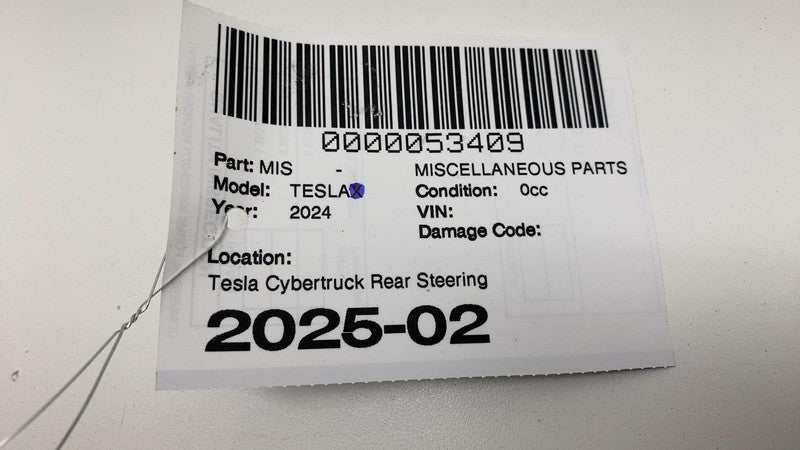 0000053409
Part: MIS - MISCELLANEOUS PARTS
Model: TESLAX Condition: 0cc
Year: 2024 VIN:
Damage Code:
Location:
Tesla Cybertruck Rear Steering
2025-02